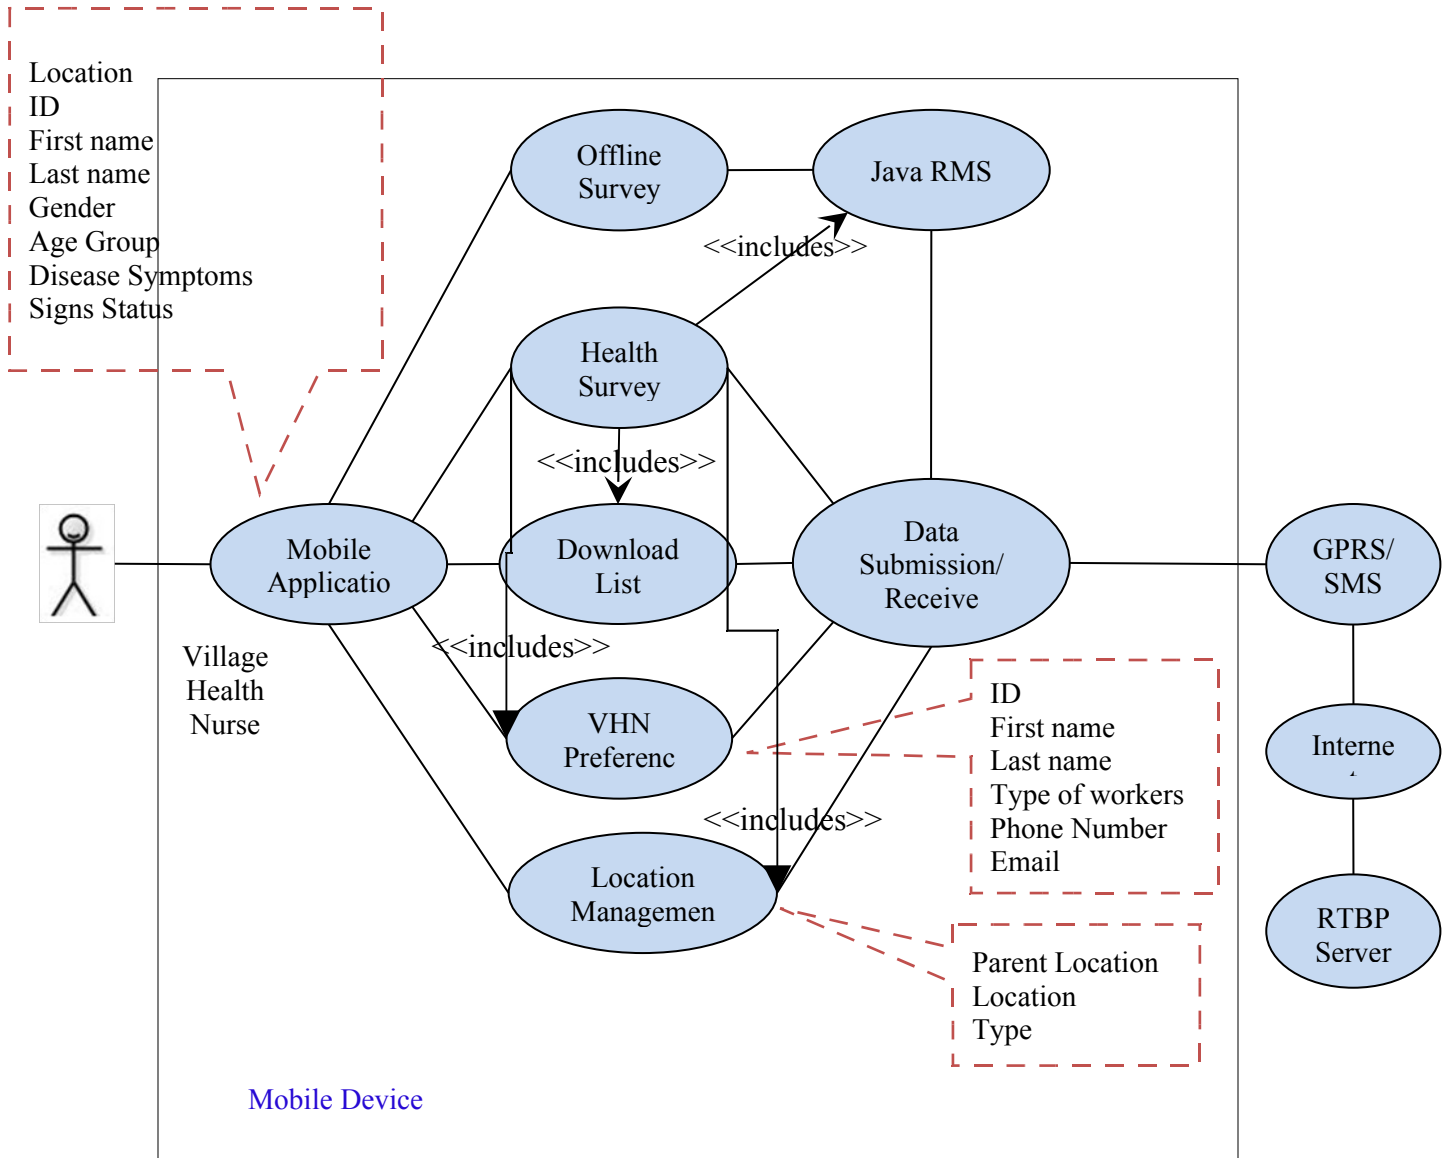 Location
ID
First name
Last name
Gender
Age Group
Disease Symptoms
Signs Status
Offline
Survey
Java RMS
<<includes>>
Health
Survey
<<includes>>
Mobile
Applicatio
Download
List
Data
Submission/
Receive
GPRS/
SMS
Village
Health
Nurse
<<includes>>
VHN
Preferenc
ID
First name
Last name
Type of workers
Phone Number
Email
Interne
<<includes>>
Location
Managemen
Parent Location
Location
Type
RTBP
Server
Mobile Device